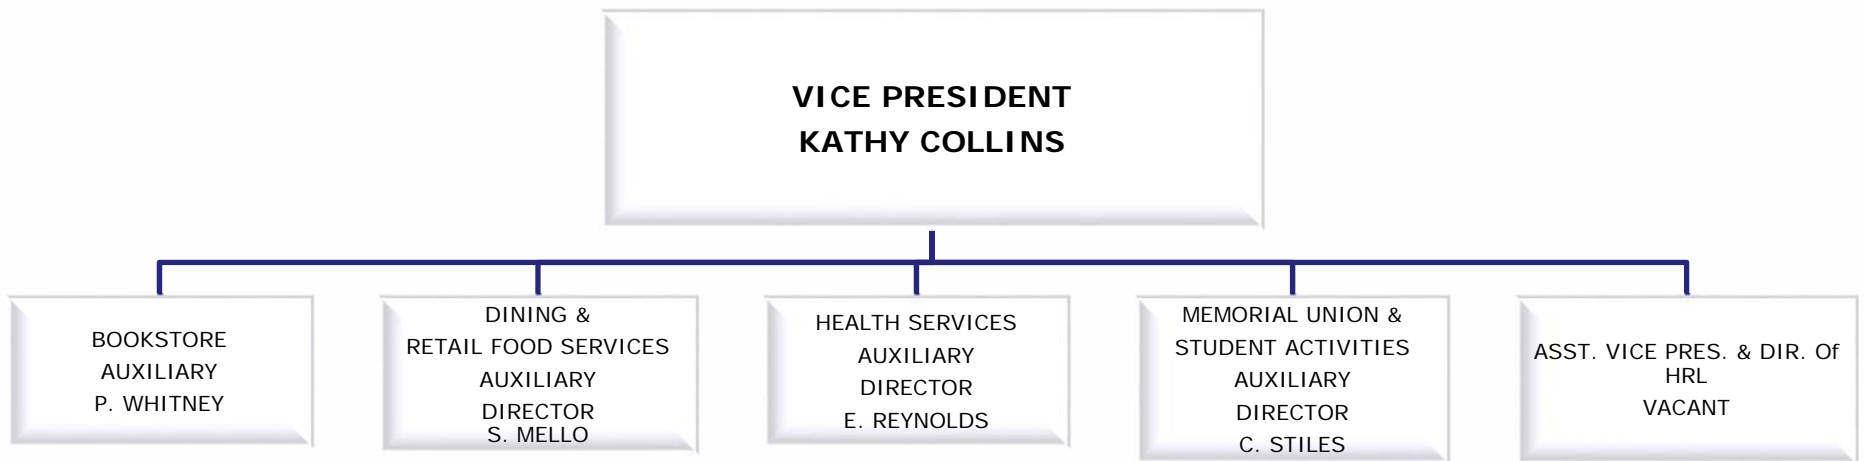 VICE PRESIDENT
KATHY COLLINS
BOOKSTORE
AUXILIARY
P. WHITNEY
DINING &
RETAIL FOOD SERVICES
AUXILIARY
DIRECTOR
S. MELLO
HEALTH SERVICES
AUXILIARY
DIRECTOR
E. REYNOLDS
MEMORIAL UNION &
STUDENT ACTIVITIES
AUXILIARY
DIRECTOR
C. STILES
ASST. VICE PRES. & DIR. Of
HRL
VACANT